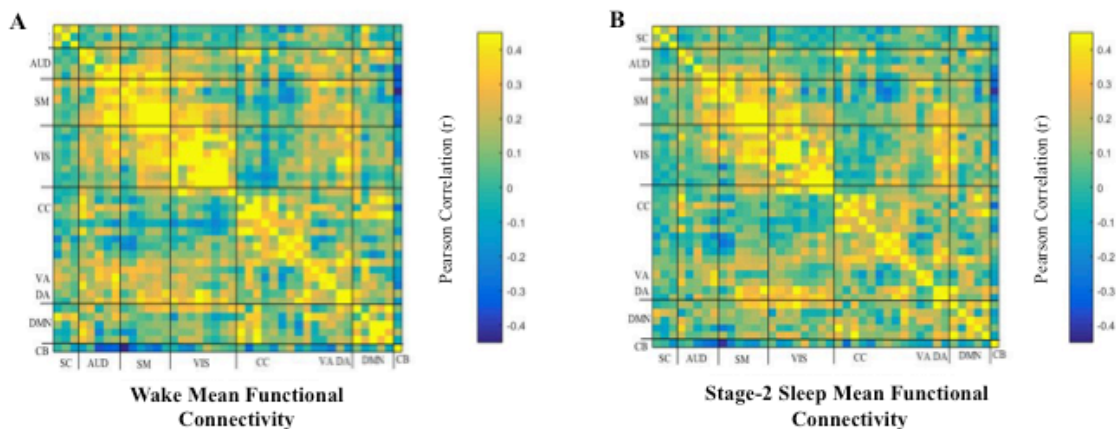 A
AUD
SM
VIS
CC
VA
DA
DMN
CB
SC AUD SM VIS CC VA DA DMN CB
0.4
0.3
0.2
0.1
0
-0.1
-0.2
-0.3
-0.4
Pearson Correlation (r)
Wake Mean Functional
Connectivity
B
SC
AUD
SM
VIS
CC
VA
DA
DMN
CB
SC AUD SM VIS CC VA DA DMN CB
0.4
0.3
0.2
0.1
0
-0.1
-0.2
-0.3
-0.4
Pearson Correlation (r)
Stage-2 Sleep Mean Functional
Connectivity